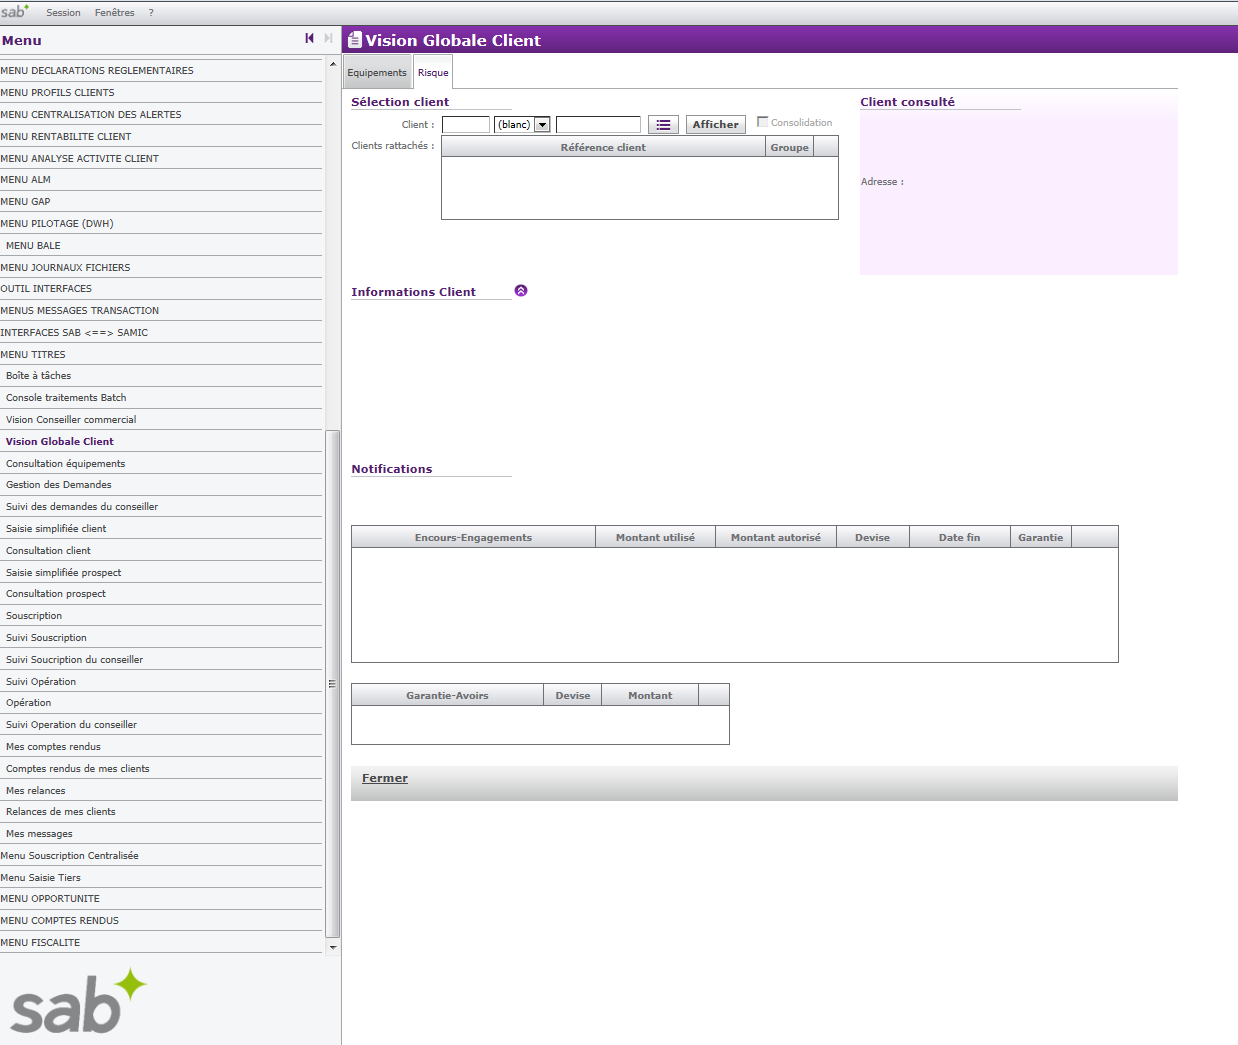 sab Session Fenêtres ?
Menu
MENU DECLARATIONS REGLEMENTAIRES
MENU PROFILS CLIENTS
MENU CENTRALISATION DES ALERTES
MENU RENTABILITE CLIENT
MENU ANALYSE ACTIVITE CLIENT
MENU ALM
MENU GAP
MENU PILOTAGE (DWH)
MENU BALE
MENU JOURNAUX FICHIERS
OUTIL INTERFACES
MENUS MESSAGES TRANSACTION
INTERFACES SAB <==> SAMIC
MENU TITRES
Boîte à tâches
Console traitements Batch
Vision Conseiller commercial
Vision Globale Client
Consultation équipements
Gestion des Demandes
Suivi des demandes du conseiller
Saisie simplifiée client
Consultation client
Saisie simplifiée prospect
Consultation prospect
Souscription
Suivi Souscription
Suivi Soucription du conseiller
Suivi Opération
Opération
Suivi Operation du conseiller
Mes comptes rendus
Comptes rendus de mes clients
Mes relances
Relances de mes clients
Mes messages
Menu Souscription Centralisée
Menu Saisie Tiers
MENU OPPORTUNITE
MENU COMPTES RENDUS
MENU FISCALITE
sab
Vision Globale Client
Equipements Risque
Sélection client
Client : (blanc) Afficher Consolidation
Clients rattachés : Référence client Groupe
Client consulté
Adresse :
Informations Client
Notifications
Encours-Engagements Montant utilisé Montant autorisé Devise Date fin Garantie
Garantie-Avoirs Devise Montant
Fermer